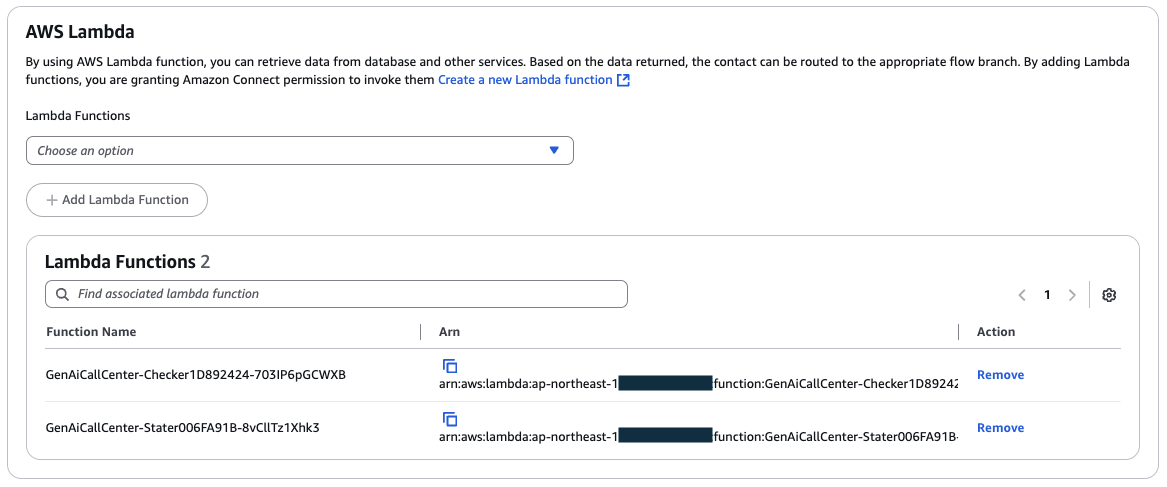 AWS Lambda
By using AWS Lambda function, you can retrieve data from database and other services. Based on the data returned, the contact can be routed to the appropriate flow branch. By adding Lambda
functions, you are granting Amazon Connect permission to invoke them Create a new Lambda function
Lambda Functions
Choose an option
Add Lambda Function
Lambda Functions 2
Find associated lambda function
1
Function Name Arn Action
GenAiCallCenter-Checker1D892424-703IP6pGCWXB arn:aws:lambda:ap-northeast-1 function:GenAiCallCenter-Checker1D89242 Remove
GenAiCallCenter-Stater006FA91B-8vCllTz1Xhk3 arn:aws:lambda:ap-northeast-1 function:GenAiCallCenter-Stater006FA91B- Remove